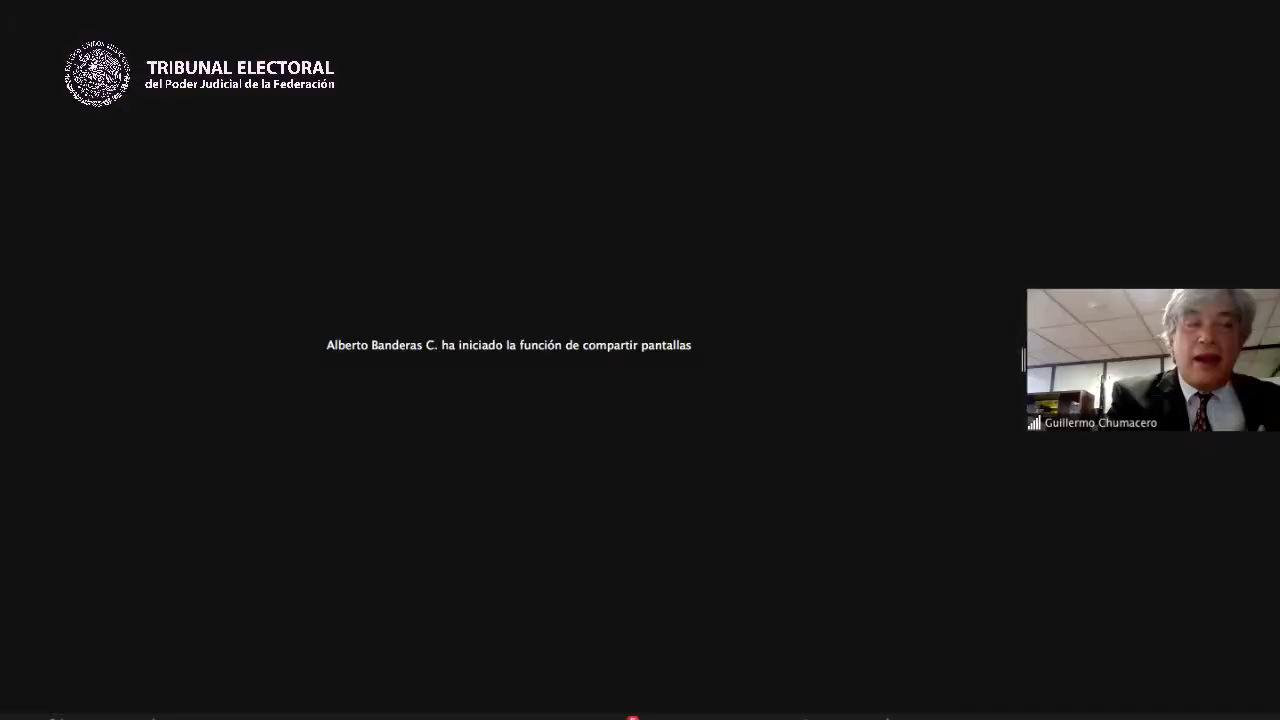 TRIBUNAL ELECTORAL
del Poder Judicial de la Federación
Alberto Banderas C. ha iniciado la función de compartir pantallas
Guillermo Chumacero